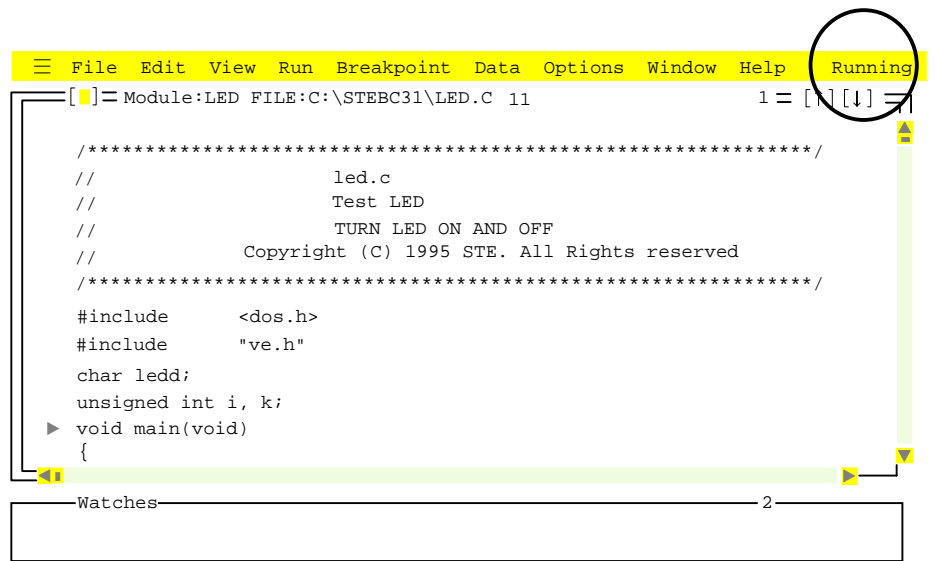 ≡ File Edit View Run Breakpoint Data Options Window Help Running
[ ]=Module:LED FILE:C:\STEBC31\LED.C 11 1=[↑][↓]=
/***************************************************************/
// led.c
// Test LED
// TURN LED ON AND OFF
// Copyright (C) 1995 STE. All Rights reserved
/***************************************************************/
#include <dos.h>
#include "ve.h"
char ledd;
unsigned int i, k;
► void main(void)
{
Watches 2